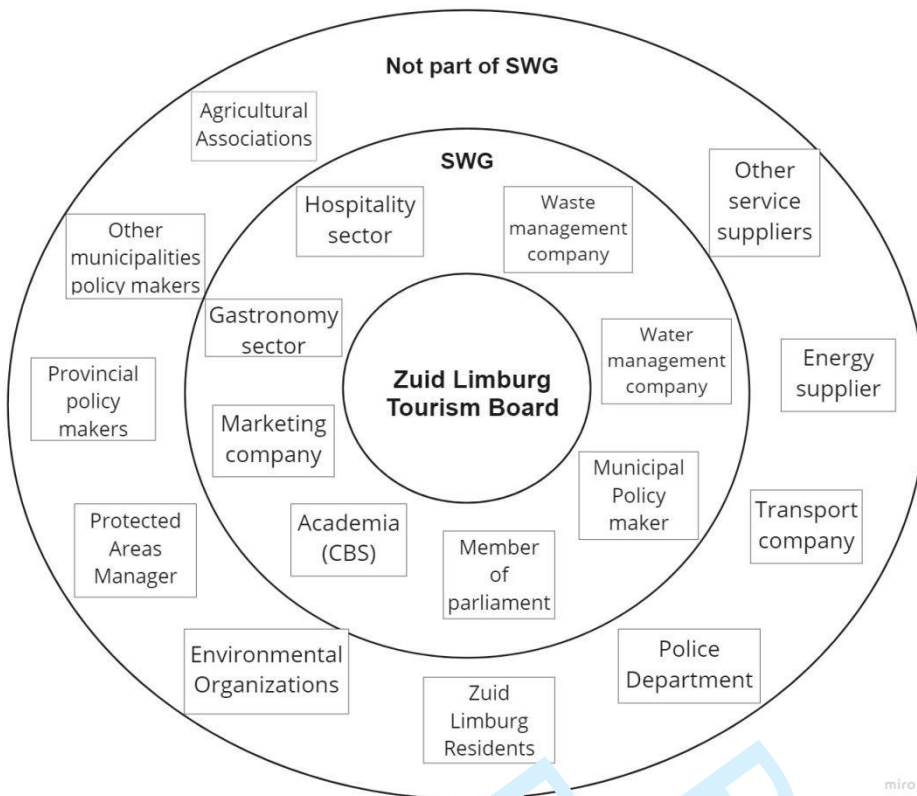 Not part of SWG
Agricultural
Associations
SWG
Other
service
suppliers
Hospitality
sector
Waste
management
company
Other
municipalities
policy makers
Gastronomy
sector
Water
management
company
Zuid Limburg
Tourism Board
Energy
supplier
Provincial
policy
makers
Marketing
company
Municipal
Policy
maker
Protected
Areas
Manager
Academia
(CBS)
Member
of
parliament
Transport
company
Environmental
Organizations
Police
Department
Zuid
Limburg
Residents
miro